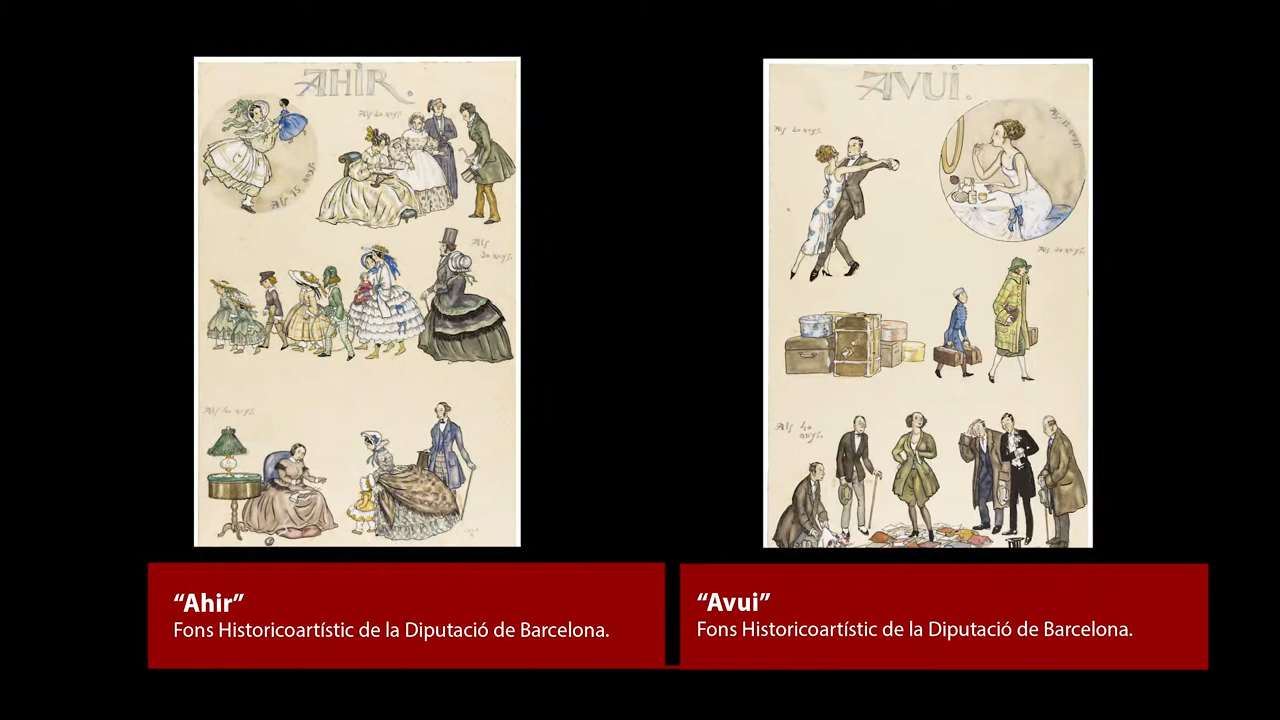 AHIR.
Als 20 anys.
Als 15 anys.
Als
30 anys.
Als 40 anys.
AVUI.
Als 20 anys.
Als 15 anys.
Als 30 anys.
Als 40
anys.
“Ahir”
Fons Historicoartístic de la Diputació de Barcelona.
“Avui”
Fons Historicoartístic de la Diputació de Barcelona.